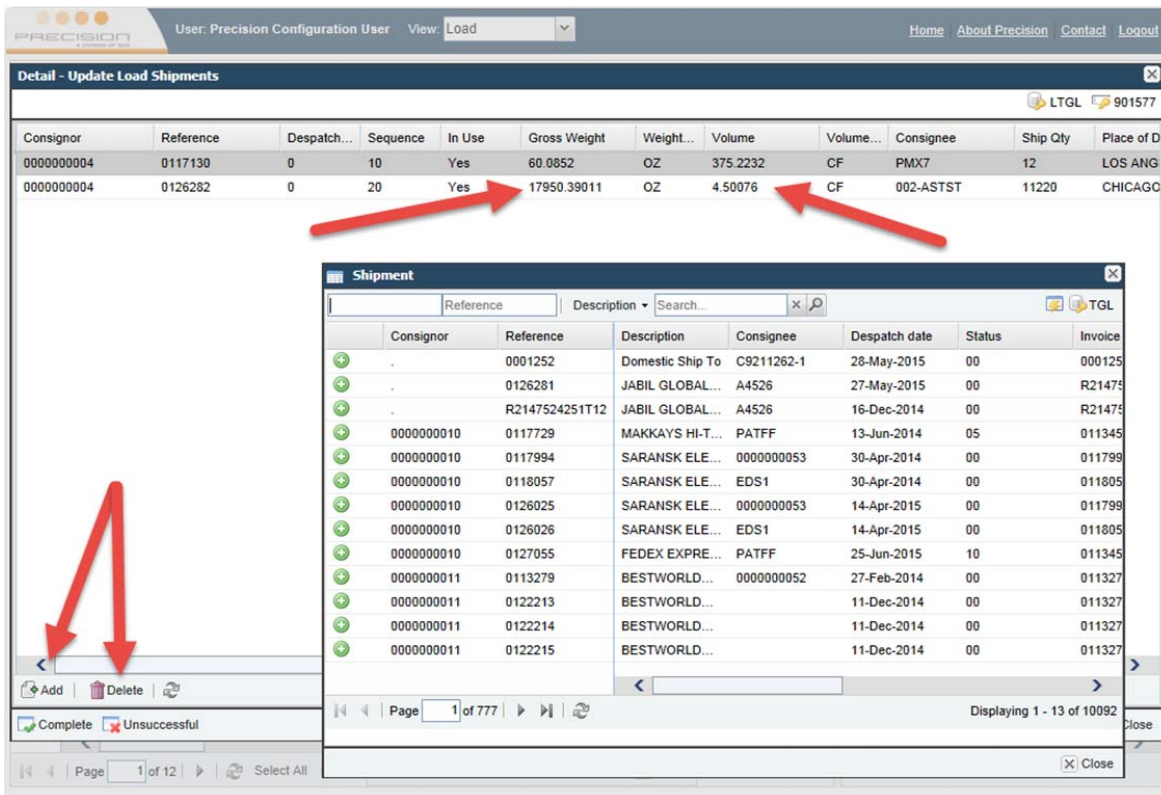 PRECISION
User: Precision Configuration User View: Load
Home About Precision Contact Logout
Detail - Update Load Shipments
LTGL 901577
Consignor Reference Despatch... Sequence In Use Gross Weight Weight... Volume Volume... Consignee Ship Qty Place of D
0000000004 0117130 0 10 Yes 60.0852 OZ 375.2232 CF PMX7 12 LOS ANG
0000000004 0126282 0 20 Yes 17950.39011 OZ 4.50076 CF 002-ASTST 11220 CHICAGO
Shipment
Reference Description Search... TGL
Consignor Reference Description Consignee Despatch date Status Invoice
. 0001252 Domestic Ship To C9211262-1 28-May-2015 00 000125
. 0126281 JABIL GLOBAL... A4526 27-May-2015 00 R21475
. R2147524251T12 JABIL GLOBAL... A4526 16-Dec-2014 00 R21475
0000000010 0117729 MAKKAYS HI-T... PATFF 13-Jun-2014 05 011345
0000000010 0117994 SARANSK ELE... 0000000053 30-Apr-2014 00 011799
0000000010 0118057 SARANSK ELE... EDS1 30-Apr-2014 00 011805
0000000010 0126025 SARANSK ELE... 0000000053 14-Apr-2015 00 011799
0000000010 0126026 SARANSK ELE... EDS1 14-Apr-2015 00 011805
0000000010 0127055 FEDEX EXPRE... PATFF 25-Jun-2015 10 011345
0000000011 0113279 BESTWORLD... 0000000052 27-Feb-2014 00 011327
0000000011 0122213 BESTWORLD... 11-Dec-2014 00 011327
0000000011 0122214 BESTWORLD... 11-Dec-2014 00 011327
0000000011 0122215 BESTWORLD... 11-Dec-2014 00 011327
Page 1 of 777 Displaying 1 - 13 of 10092
Close
Add Delete
Complete Unsuccessful Close
Page 1 of 12 Select All